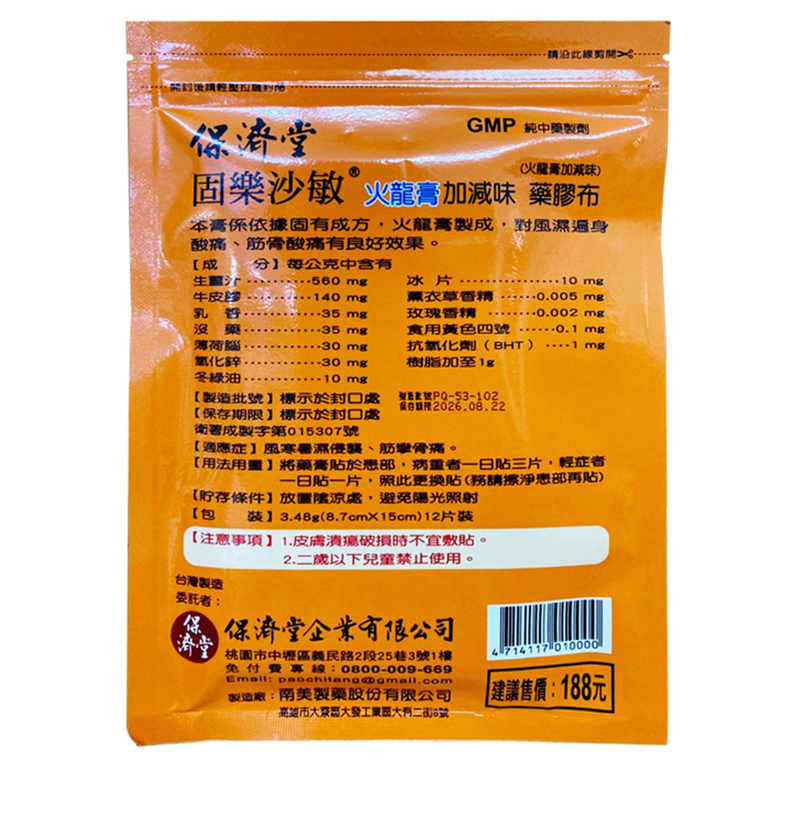 請沿此線剪開
開封後請輕壓拉鏈封設
保濟堂
GMP 純中藥製劑
固樂沙敏® 火龍膏加減味 藥膠布
(火龍膏加減味)
本膏係依據固有成方，火龍膏製成，對風濕遍身
酸痛、筋骨酸痛有良好效果。
【成 分】每公克中含有
生薑汁⋯⋯⋯560 mg
牛皮膠⋯⋯⋯140 mg
乳 香⋯⋯⋯35 mg
沒 藥⋯⋯⋯35 mg
薄荷腦⋯⋯⋯30 mg
氧化鋅⋯⋯⋯30 mg
冬綠油⋯⋯⋯10 mg
冰 片⋯⋯⋯10 mg
薰衣草香精⋯⋯0.005 mg
玫瑰香精⋯⋯⋯0.002 mg
食用黃色四號⋯⋯0.1 mg
抗氧化劑（BHT）⋯⋯1 mg
樹脂加至1g
【製造批號】標示於封口處
【保存期限】標示於封口處
製造批號PQ-53-102
保存期限2026.08.22
衛署成製字第015307號
【適應症】風寒暑濕侵襲、筋攣骨痛。
【用法用量】將藥膏貼於患部，病重者一日貼三片，輕症者
一日貼一片，照此更換貼(務請擦淨患部再貼)
【貯存條件】放置陰涼處，避免陽光照射
【包 裝】3.48g(8.7cmX15cm)12片裝
【注意事項】1.皮膚潰瘍破損時不宜敷貼。
2.二歲以下兒童禁止使用。
台灣製造
委託者：
保濟堂
保濟堂企業有限公司
桃園市中壢區義民路2段25巷3號1樓
免付費專線：0800-009-669
Email: paochitang@gmail.com
製造廠：南美製藥股份有限公司
高雄市大寮區大發工業區大有二街8號
4 714117 010000
建議售價：188元